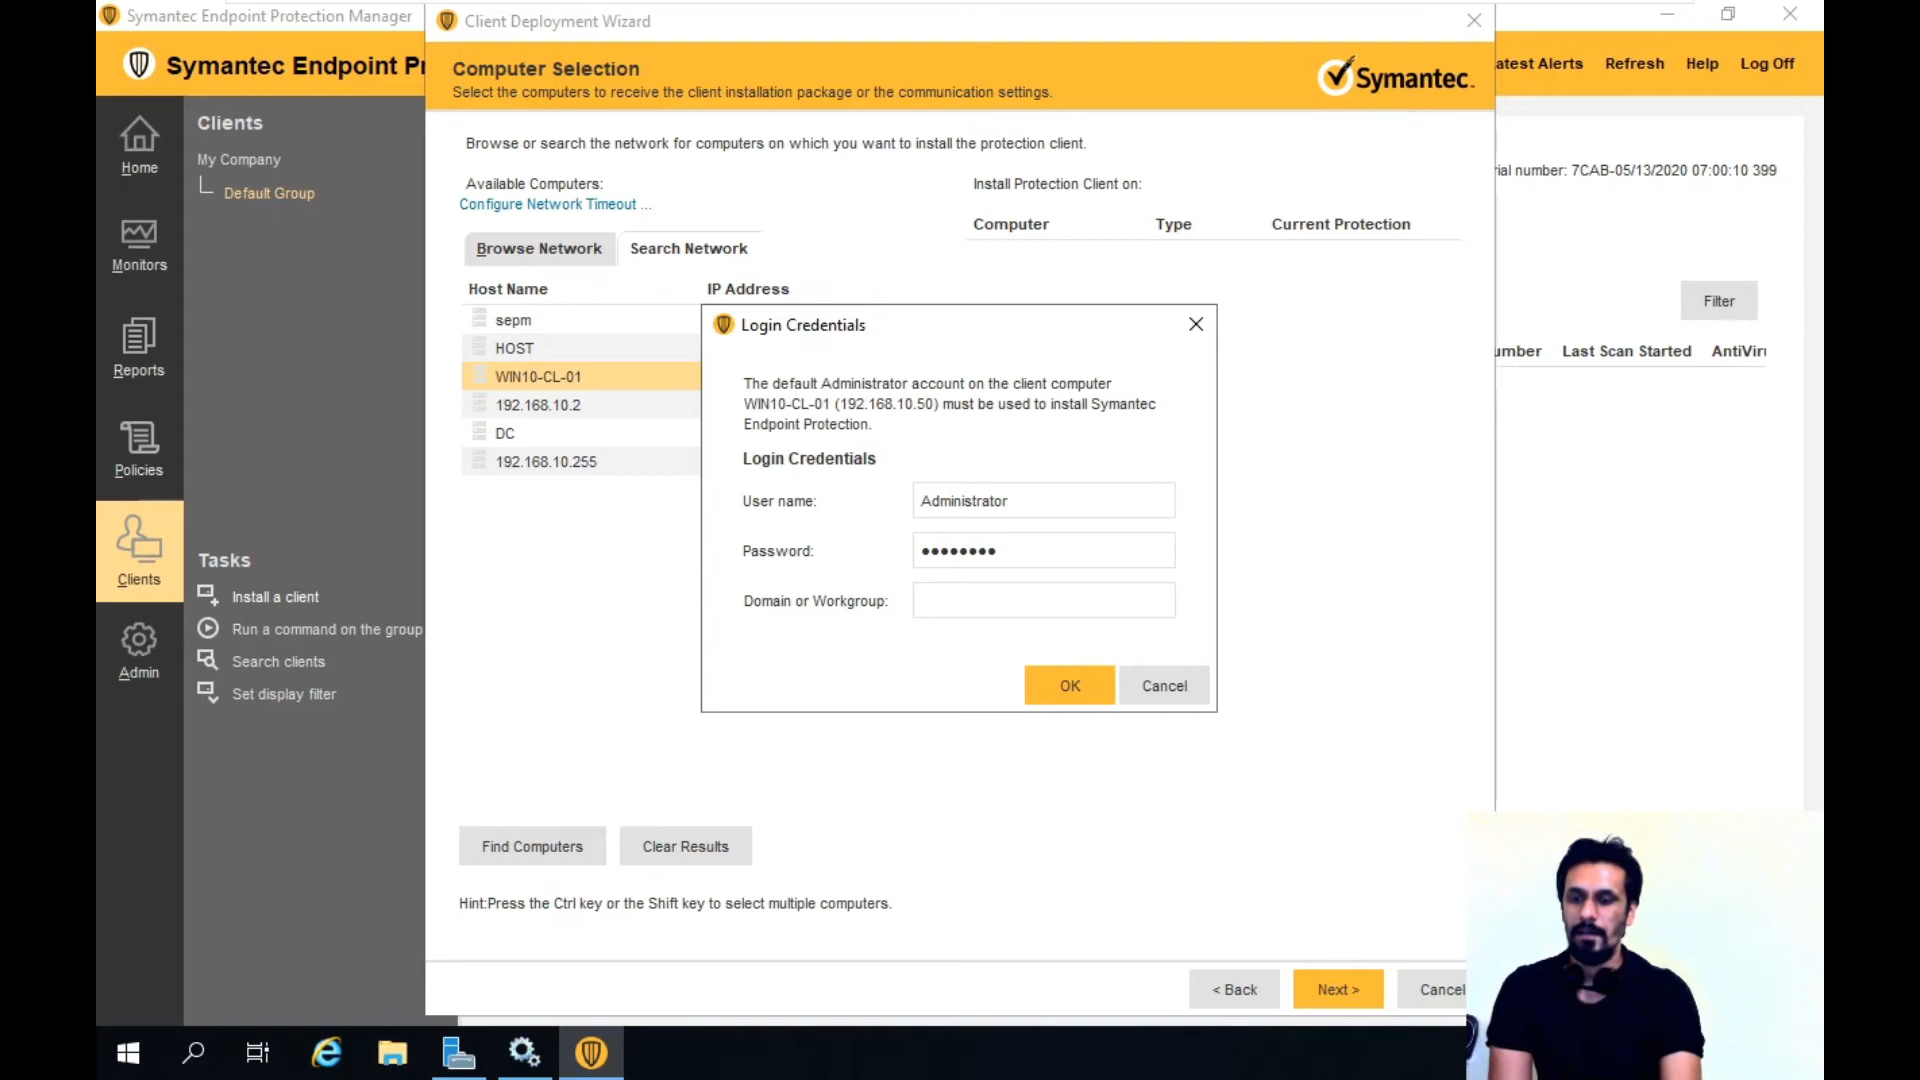 Symantec Endpoint Protection Manager
Client Deployment Wizard
Symantec Endpoint Pr
Computer Selection
Select the computers to receive the client installation package or the communication settings.
Symantec.
atest Alerts
Refresh
Help
Log Off
Home
Monitors
Reports
Policies
Clients
Admin
Clients
My Company
Default Group
Tasks
Install a client
Run a command on the group
Search clients
Set display filter
Browse or search the network for computers on which you want to install the protection client.
Available Computers:
Configure Network Timeout ...
Install Protection Client on:
Computer
Type
Current Protection
Browse Network
Search Network
Host Name
IP Address
sepm
HOST
WIN10-CL-01
192.168.10.2
DC
192.168.10.255
Login Credentials
The default Administrator account on the client computer
WIN10-CL-01 (192.168.10.50) must be used to install Symantec
Endpoint Protection.
Login Credentials
User name:
Administrator
Password:
Domain or Workgroup:
OK
Cancel
Find Computers
Clear Results
Hint:Press the Ctrl key or the Shift key to select multiple computers.
< Back
Next >
Cancel
ial number: 7CAB-05/13/2020 07:00:10 399
Filter
umber
Last Scan Started
AntiViru